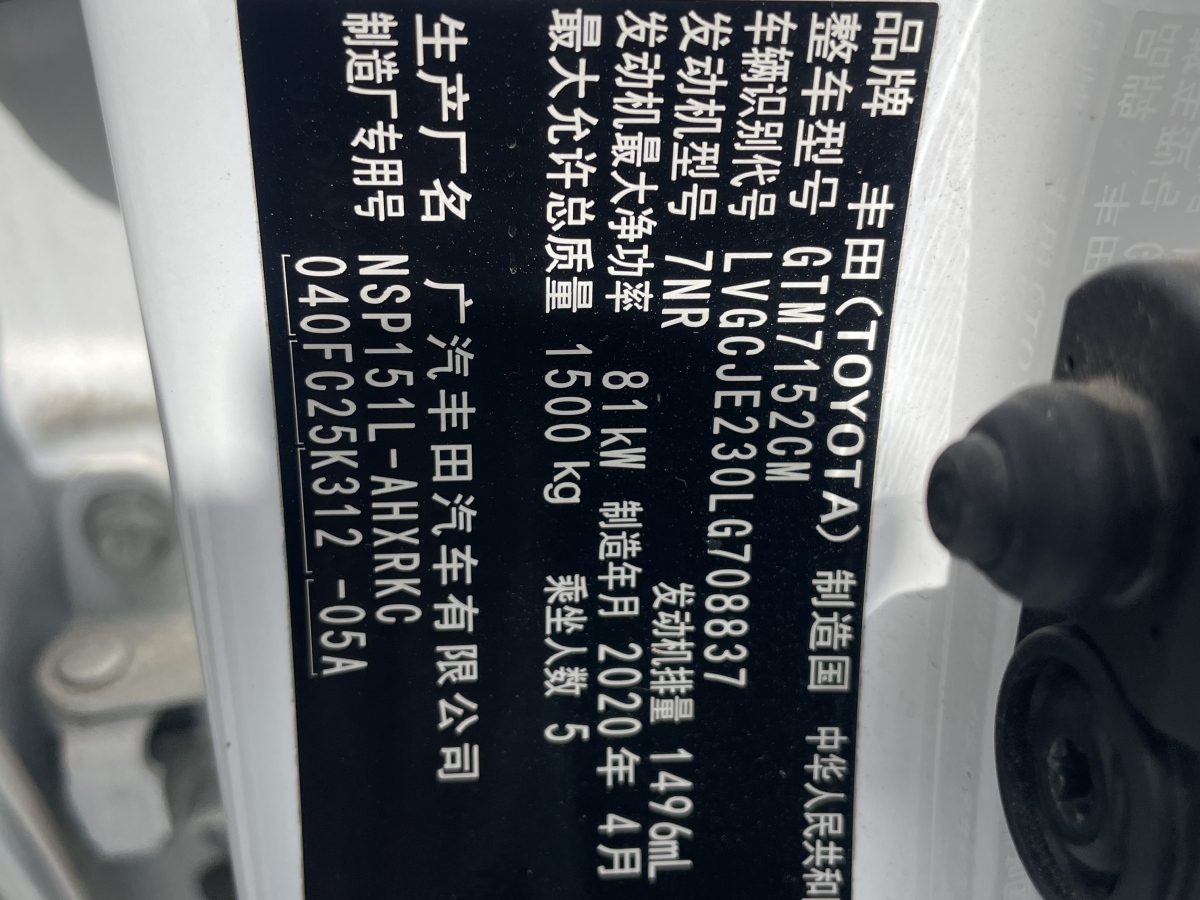 品牌 丰田(TOYOTA) 制造国 中华人民共和
整车型号 GTM7152CM
车辆识别代号 LVGCJE230LG708837
发动机型号 7NR 发动机排量 1496mL
发动机最大净功率 81kW 制造年月 2020年 4月
最大允许总质量 1500kg 乘坐人数 5
生产厂名 广汽丰田汽车有限公司
制造厂专用号 NSP151L-AHXRKC
040FC25K312 -05A